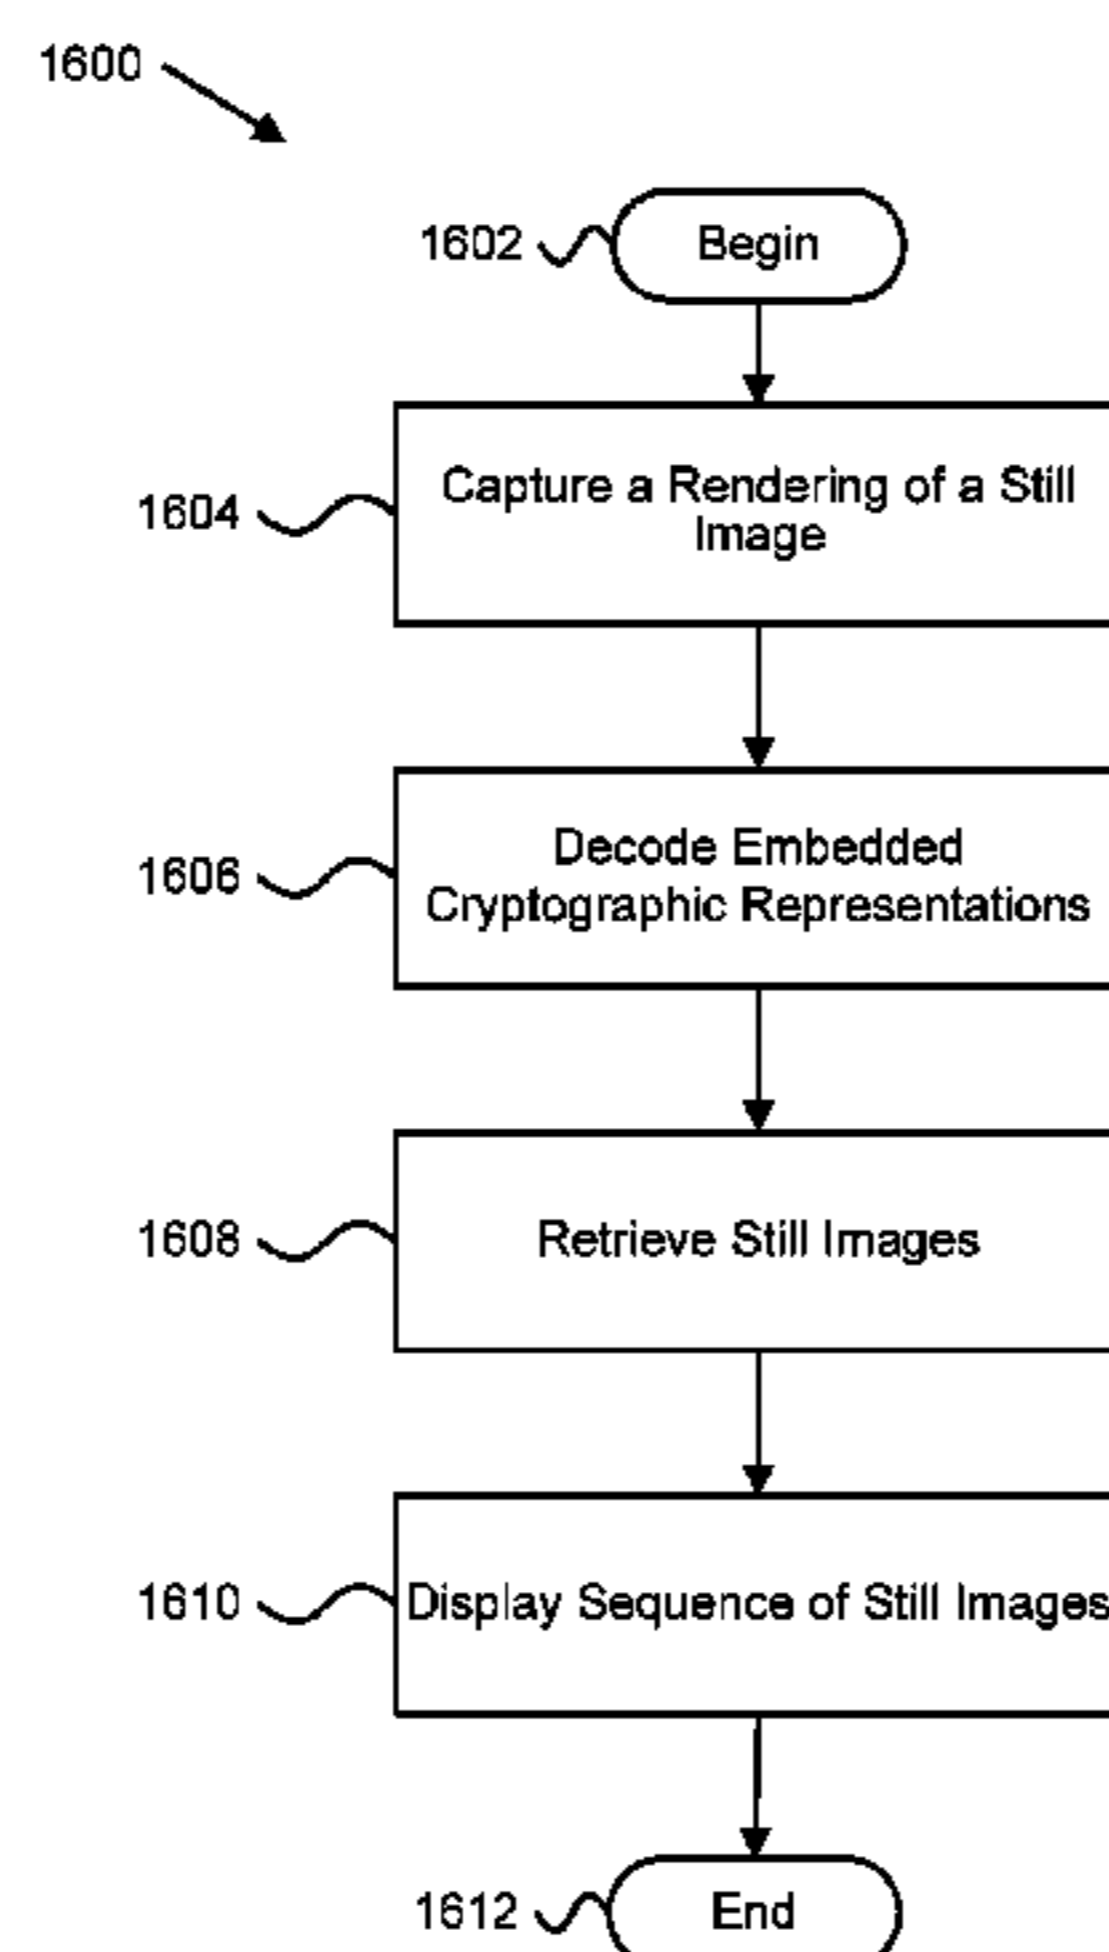 1600
1602 Begin
1604 Capture a Rendering of a Still
Image
1606 Decode Embedded
Cryptographic Representations
1608 Retrieve Still Images
1610 Display Sequence of Still Images
1612 End